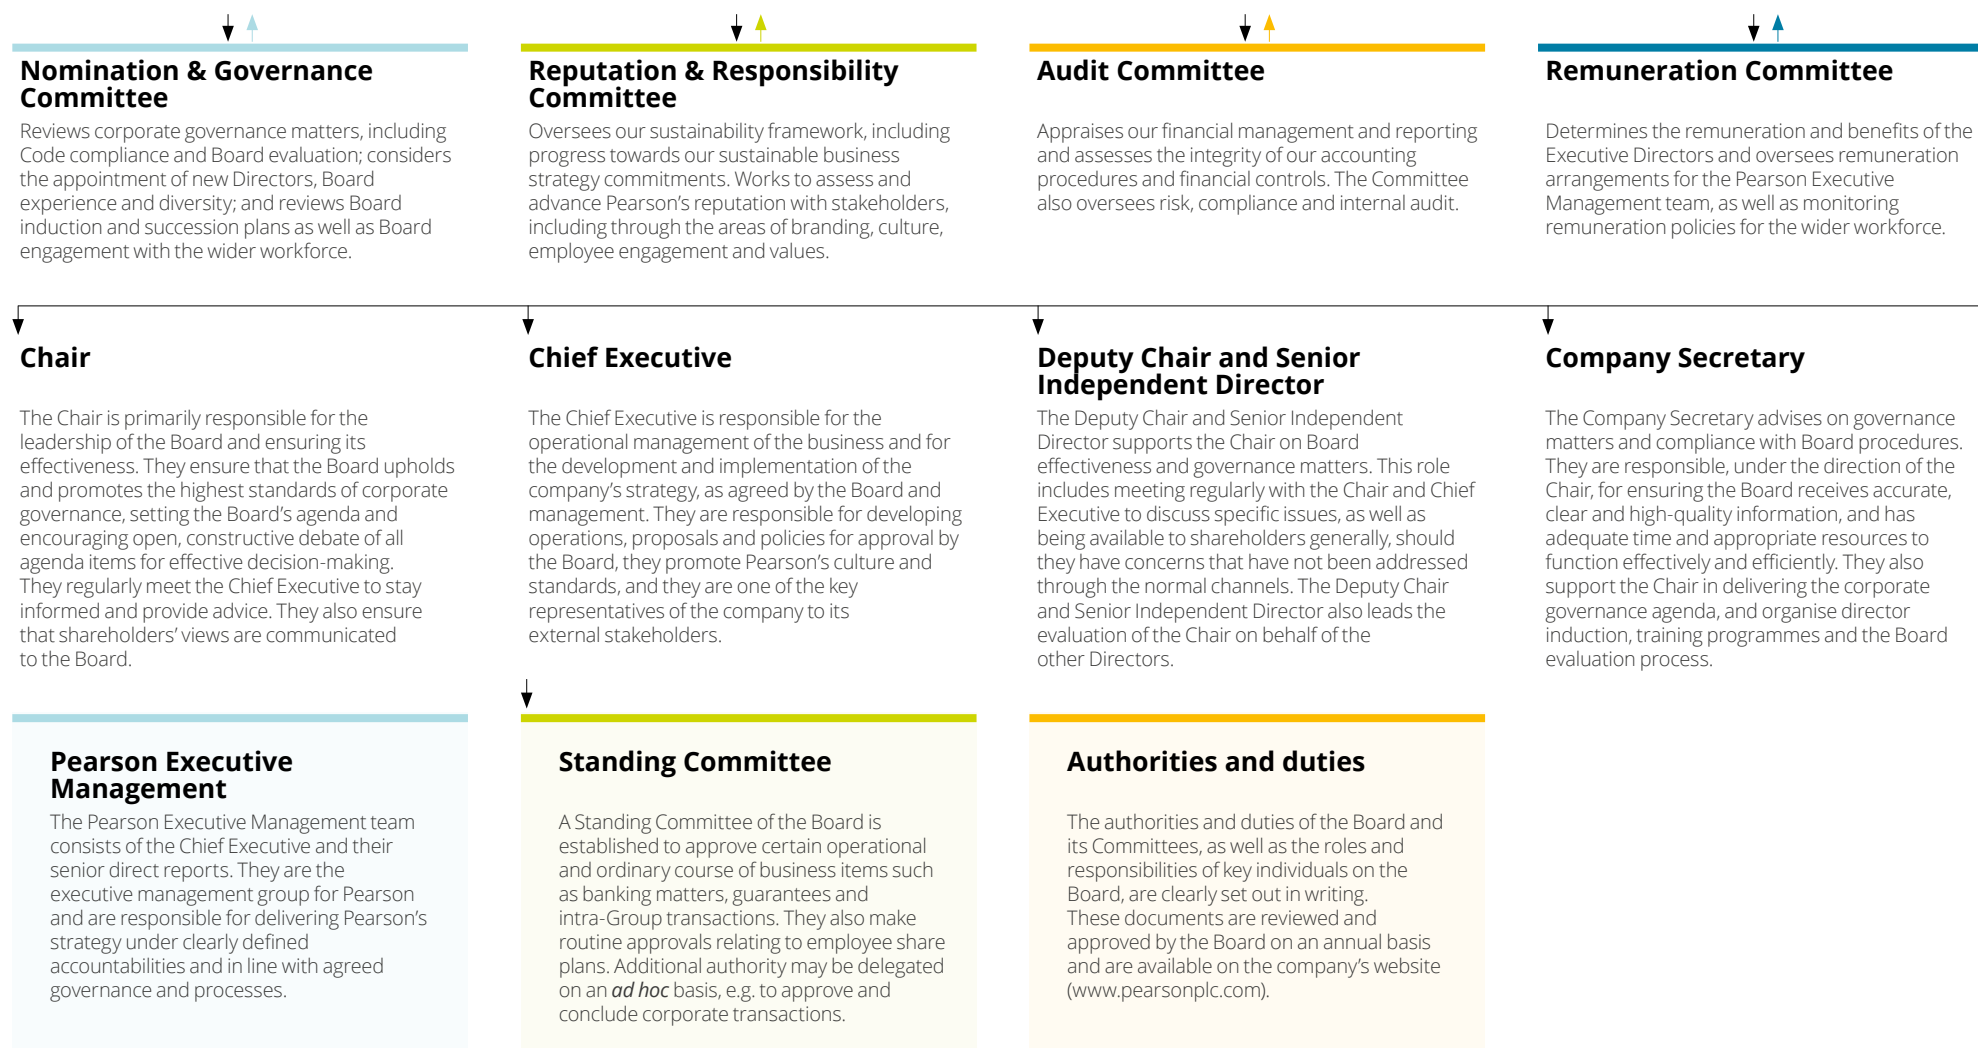 Nomination & Governance
Committee
Reviews corporate governance matters, including
Code compliance and Board evaluation; considers
the appointment of new Directors, Board
experience and diversity; and reviews Board
induction and succession plans as well as Board
engagement with the wider workforce.
Reputation & Responsibility
Committee
Oversees our sustainability framework, including
progress towards our sustainable business
strategy commitments. Works to assess and
advance Pearson’s reputation with stakeholders,
including through the areas of branding, culture,
employee engagement and values.
Audit Committee
Appraises our financial management and reporting
and assesses the integrity of our accounting
procedures and financial controls. The Committee
also oversees risk, compliance and internal audit.
Remuneration Committee
Determines the remuneration and benefits of the
Executive Directors and oversees remuneration
arrangements for the Pearson Executive
Management team, as well as monitoring
remuneration policies for the wider workforce.
Chair
The Chair is primarily responsible for the
leadership of the Board and ensuring its
effectiveness. They ensure that the Board upholds
and promotes the highest standards of corporate
governance, setting the Board’s agenda and
encouraging open, constructive debate of all
agenda items for effective decision-making.
They regularly meet the Chief Executive to stay
informed and provide advice. They also ensure
that shareholders’ views are communicated
to the Board.
Chief Executive
The Chief Executive is responsible for the
operational management of the business and for
the development and implementation of the
company’s strategy, as agreed by the Board and
management. They are responsible for developing
operations, proposals and policies for approval by
the Board, they promote Pearson’s culture and
standards, and they are one of the key
representatives of the company to its
external stakeholders.
Deputy Chair and Senior
Independent Director
The Deputy Chair and Senior Independent
Director supports the Chair on Board
effectiveness and governance matters. This role
includes meeting regularly with the Chair and Chief
Executive to discuss specific issues, as well as
being available to shareholders generally, should
they have concerns that have not been addressed
through the normal channels. The Deputy Chair
and Senior Independent Director also leads the
evaluation of the Chair on behalf of the
other Directors.
Company Secretary
The Company Secretary advises on governance
matters and compliance with Board procedures.
They are responsible, under the direction of the
Chair, for ensuring the Board receives accurate,
clear and high-quality information, and has
adequate time and appropriate resources to
function effectively and efficiently. They also
support the Chair in delivering the corporate
governance agenda, and organise director
induction, training programmes and the Board
evaluation process.
Pearson Executive
Management
The Pearson Executive Management team
consists of the Chief Executive and their
senior direct reports. They are the
executive management group for Pearson
and are responsible for delivering Pearson’s
strategy under clearly defined
accountabilities and in line with agreed
governance and processes.
Standing Committee
A Standing Committee of the Board is
established to approve certain operational
and ordinary course of business items such
as banking matters, guarantees and
intra-Group transactions. They also make
routine approvals relating to employee share
plans. Additional authority may be delegated
on an ad hoc basis, e.g. to approve and
conclude corporate transactions.
Authorities and duties
The authorities and duties of the Board and
its Committees, as well as the roles and
responsibilities of key individuals on the
Board, are clearly set out in writing.
These documents are reviewed and
approved by the Board on an annual basis
and are available on the company’s website
(www.pearsonplc.com).